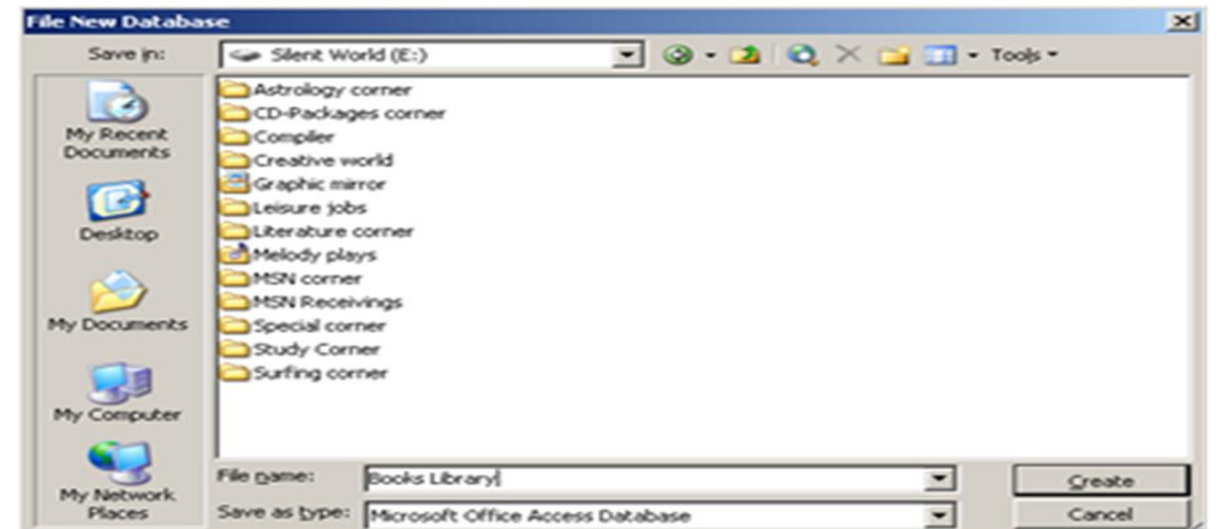 File New Database
Save in:
Silent World (E:)
Tools
My Recent
Documents
Desktop
My Documents
My Computer
My Network
Places
Astrology corner
CD-Packages corner
Compiler
Creative world
Graphic mirror
Leisure jobs
Literature corner
Melody plays
MSN corner
MSN Receivings
Special corner
Study Corner
Surfing corner
File name:
Books Library
Create
Save as type:
Microsoft Office Access Database
Cancel